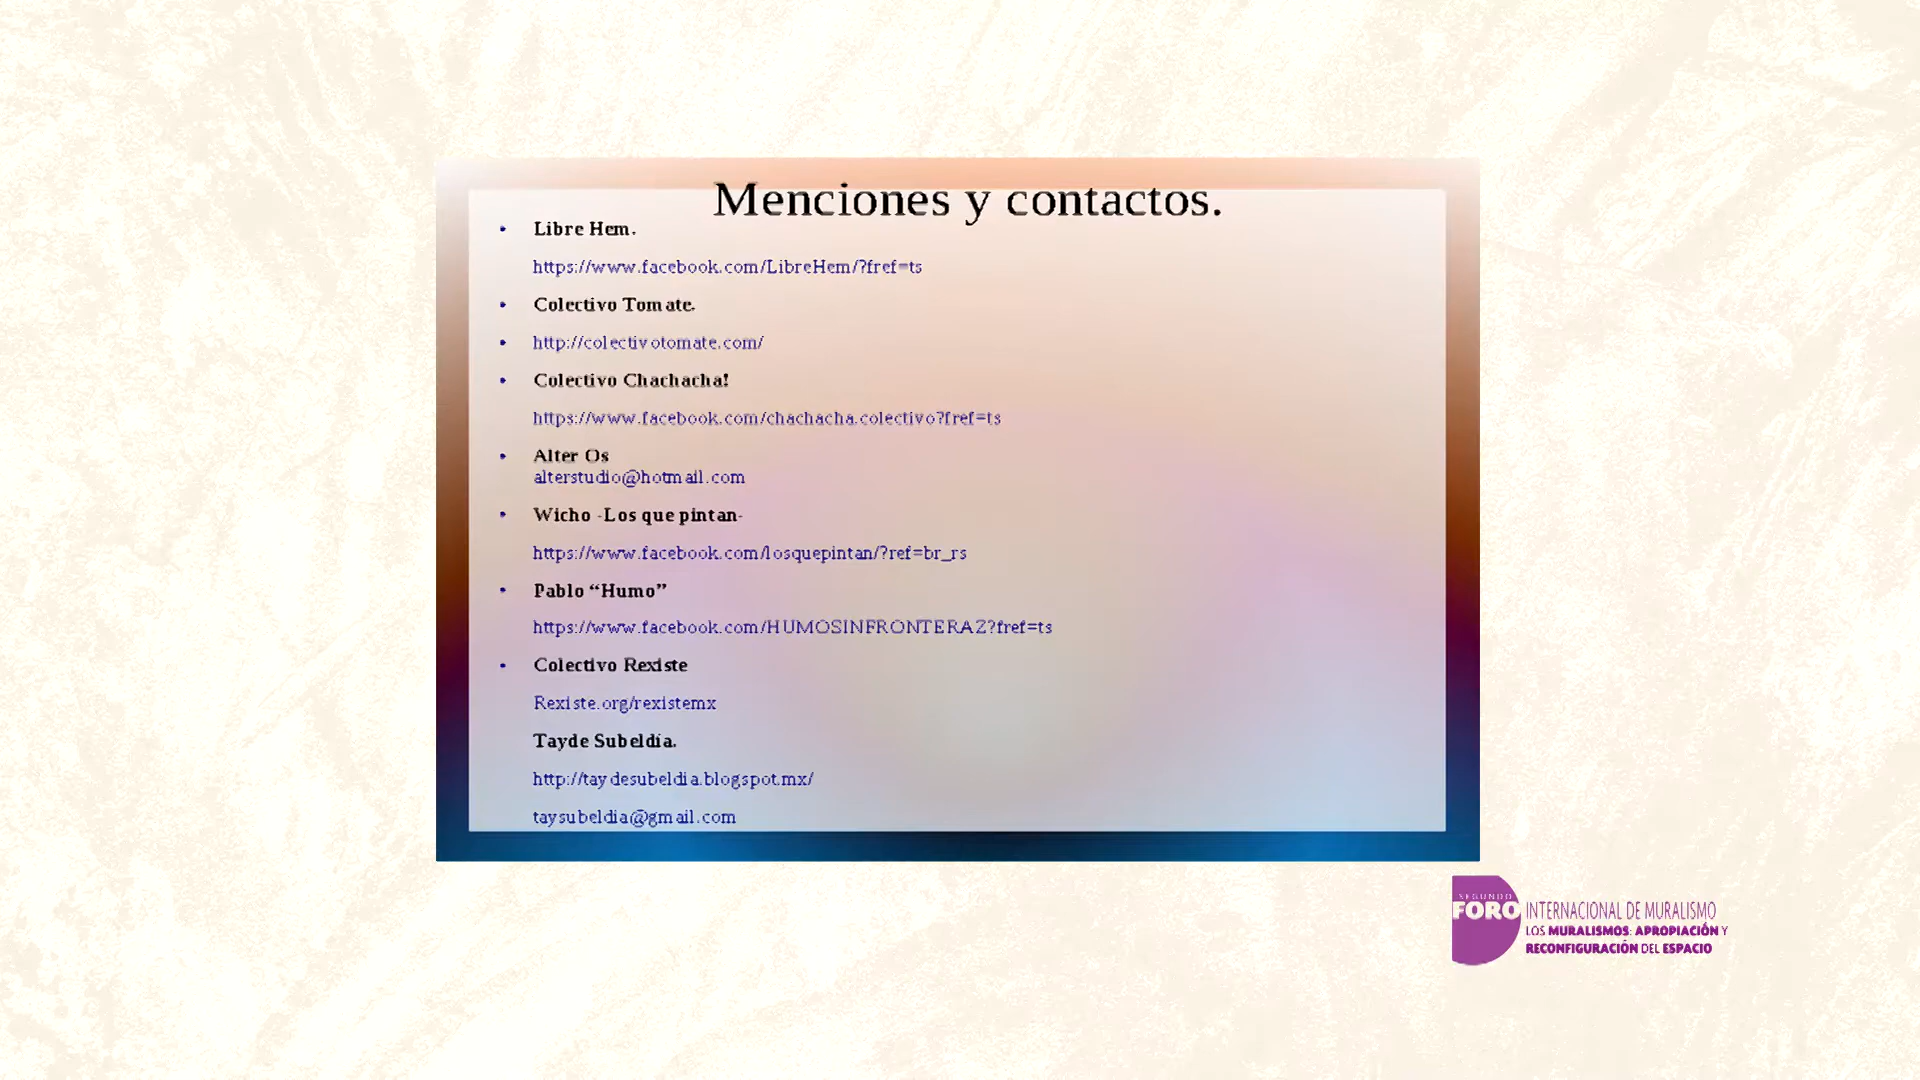 Menciones y contactos.
• Libre Hem.
https://www.facebook.com/LibreHem/?fref=ts
• Colectivo Tomate.
• http://colectivotomate.com/
• Colectivo Chachacha!
https://www.facebook.com/chachacha.colectivo?fref=ts
• Alter Os
alterstudio@hotmail.com
• Wicho -Los que pintan-
https://www.facebook.com/losquepintan/?ref=br_rs
• Pablo “Humo”
https://www.facebook.com/HUMOSINFRONTERAZ?fref=ts
• Colectivo Rexiste
Rexiste.org/rexistemx
Tayde Subeldía.
http://taydesubeldia.blogspot.mx/
taysubeldia@gmail.com
SEGUNDO
FORO INTERNACIONAL DE MURALISMO
LOS MURALISMOS: APROPIACIÓN Y
RECONFIGURACIÓN DEL ESPACIO